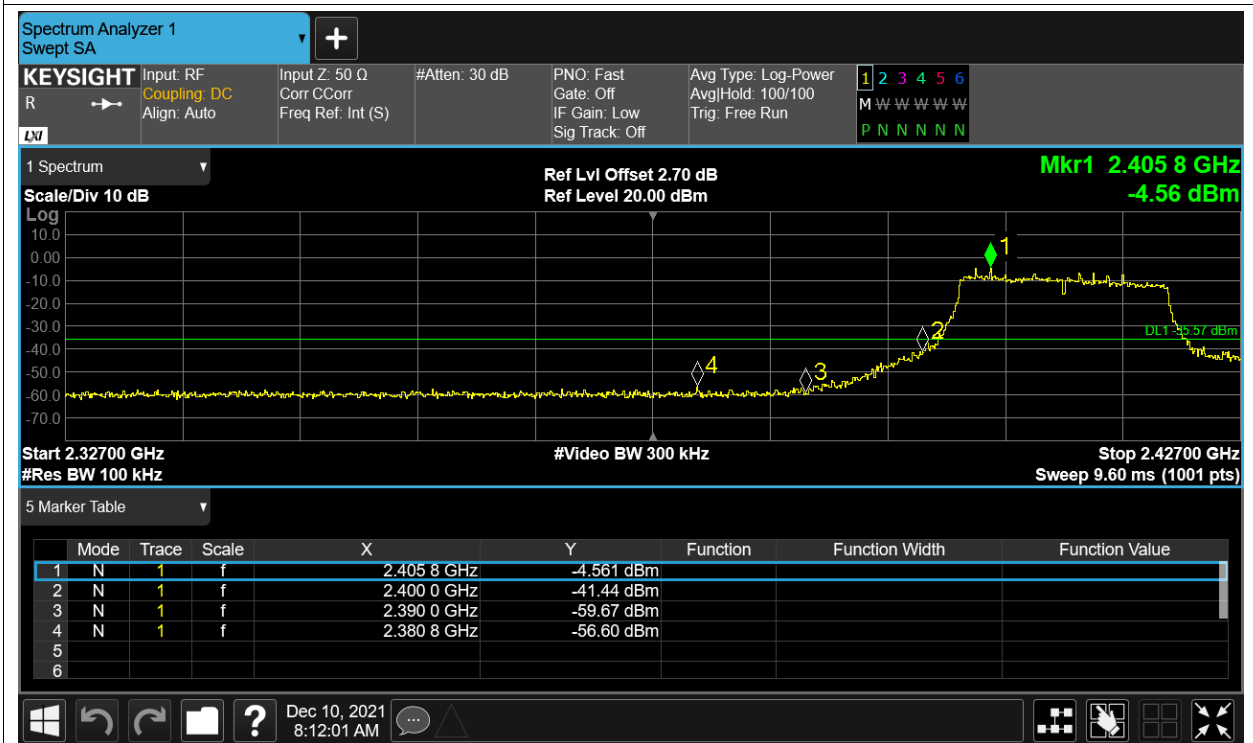 Spectrum Analyzer 1
Swept SA
+
KEYSIGHT Input: RF Input Z: 50 Ω #Atten: 30 dB PNO: Fast Avg Type: Log-Power 1 2 3 4 5 6
R Coupling: DC Corr CCorr Gate: Off Avg|Hold: 100/100 M W W W W W
Align: Auto Freq Ref: Int (S) IF Gain: Low Trig: Free Run
LXI Sig Track: Off P N N N N N
1 Spectrum Ref Lvl Offset 2.70 dB Mkr1 2.405 8 GHz
Scale/Div 10 dB Ref Level 20.00 dBm -4.56 dBm
Log
10.0
0.00
-10.0
-20.0
-30.0
-40.0
-50.0
-60.0
-70.0
1
2
3
4
DL1 -35.57 dBm
Start 2.32700 GHz #Video BW 300 kHz Stop 2.42700 GHz
#Res BW 100 kHz Sweep 9.60 ms (1001 pts)
5 Marker Table
Mode Trace Scale X Y Function Function Width Function Value
1 N 1 f 2.405 8 GHz -4.561 dBm
2 N 1 f 2.400 0 GHz -41.44 dBm
3 N 1 f 2.390 0 GHz -59.67 dBm
4 N 1 f 2.380 8 GHz -56.60 dBm
5
6
? Dec 10, 2021
8:12:01 AM